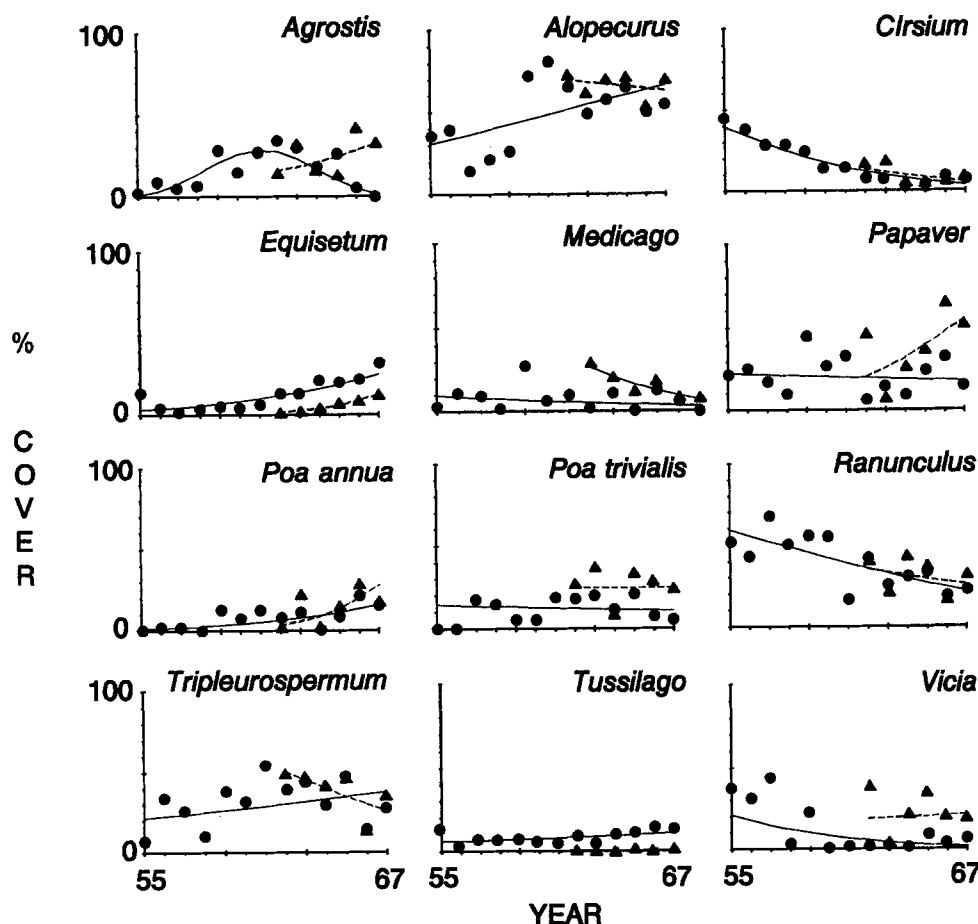 100 Agrostis Alopecurus CIrsium
0
100 Equisetum Medicago Papaver
0
% COVER
100 Poa annua Poa trivialis Ranunculus
0
100 Tripleurospermum Tussilago Vicia
0
55 67 55 67 55 67
YEAR